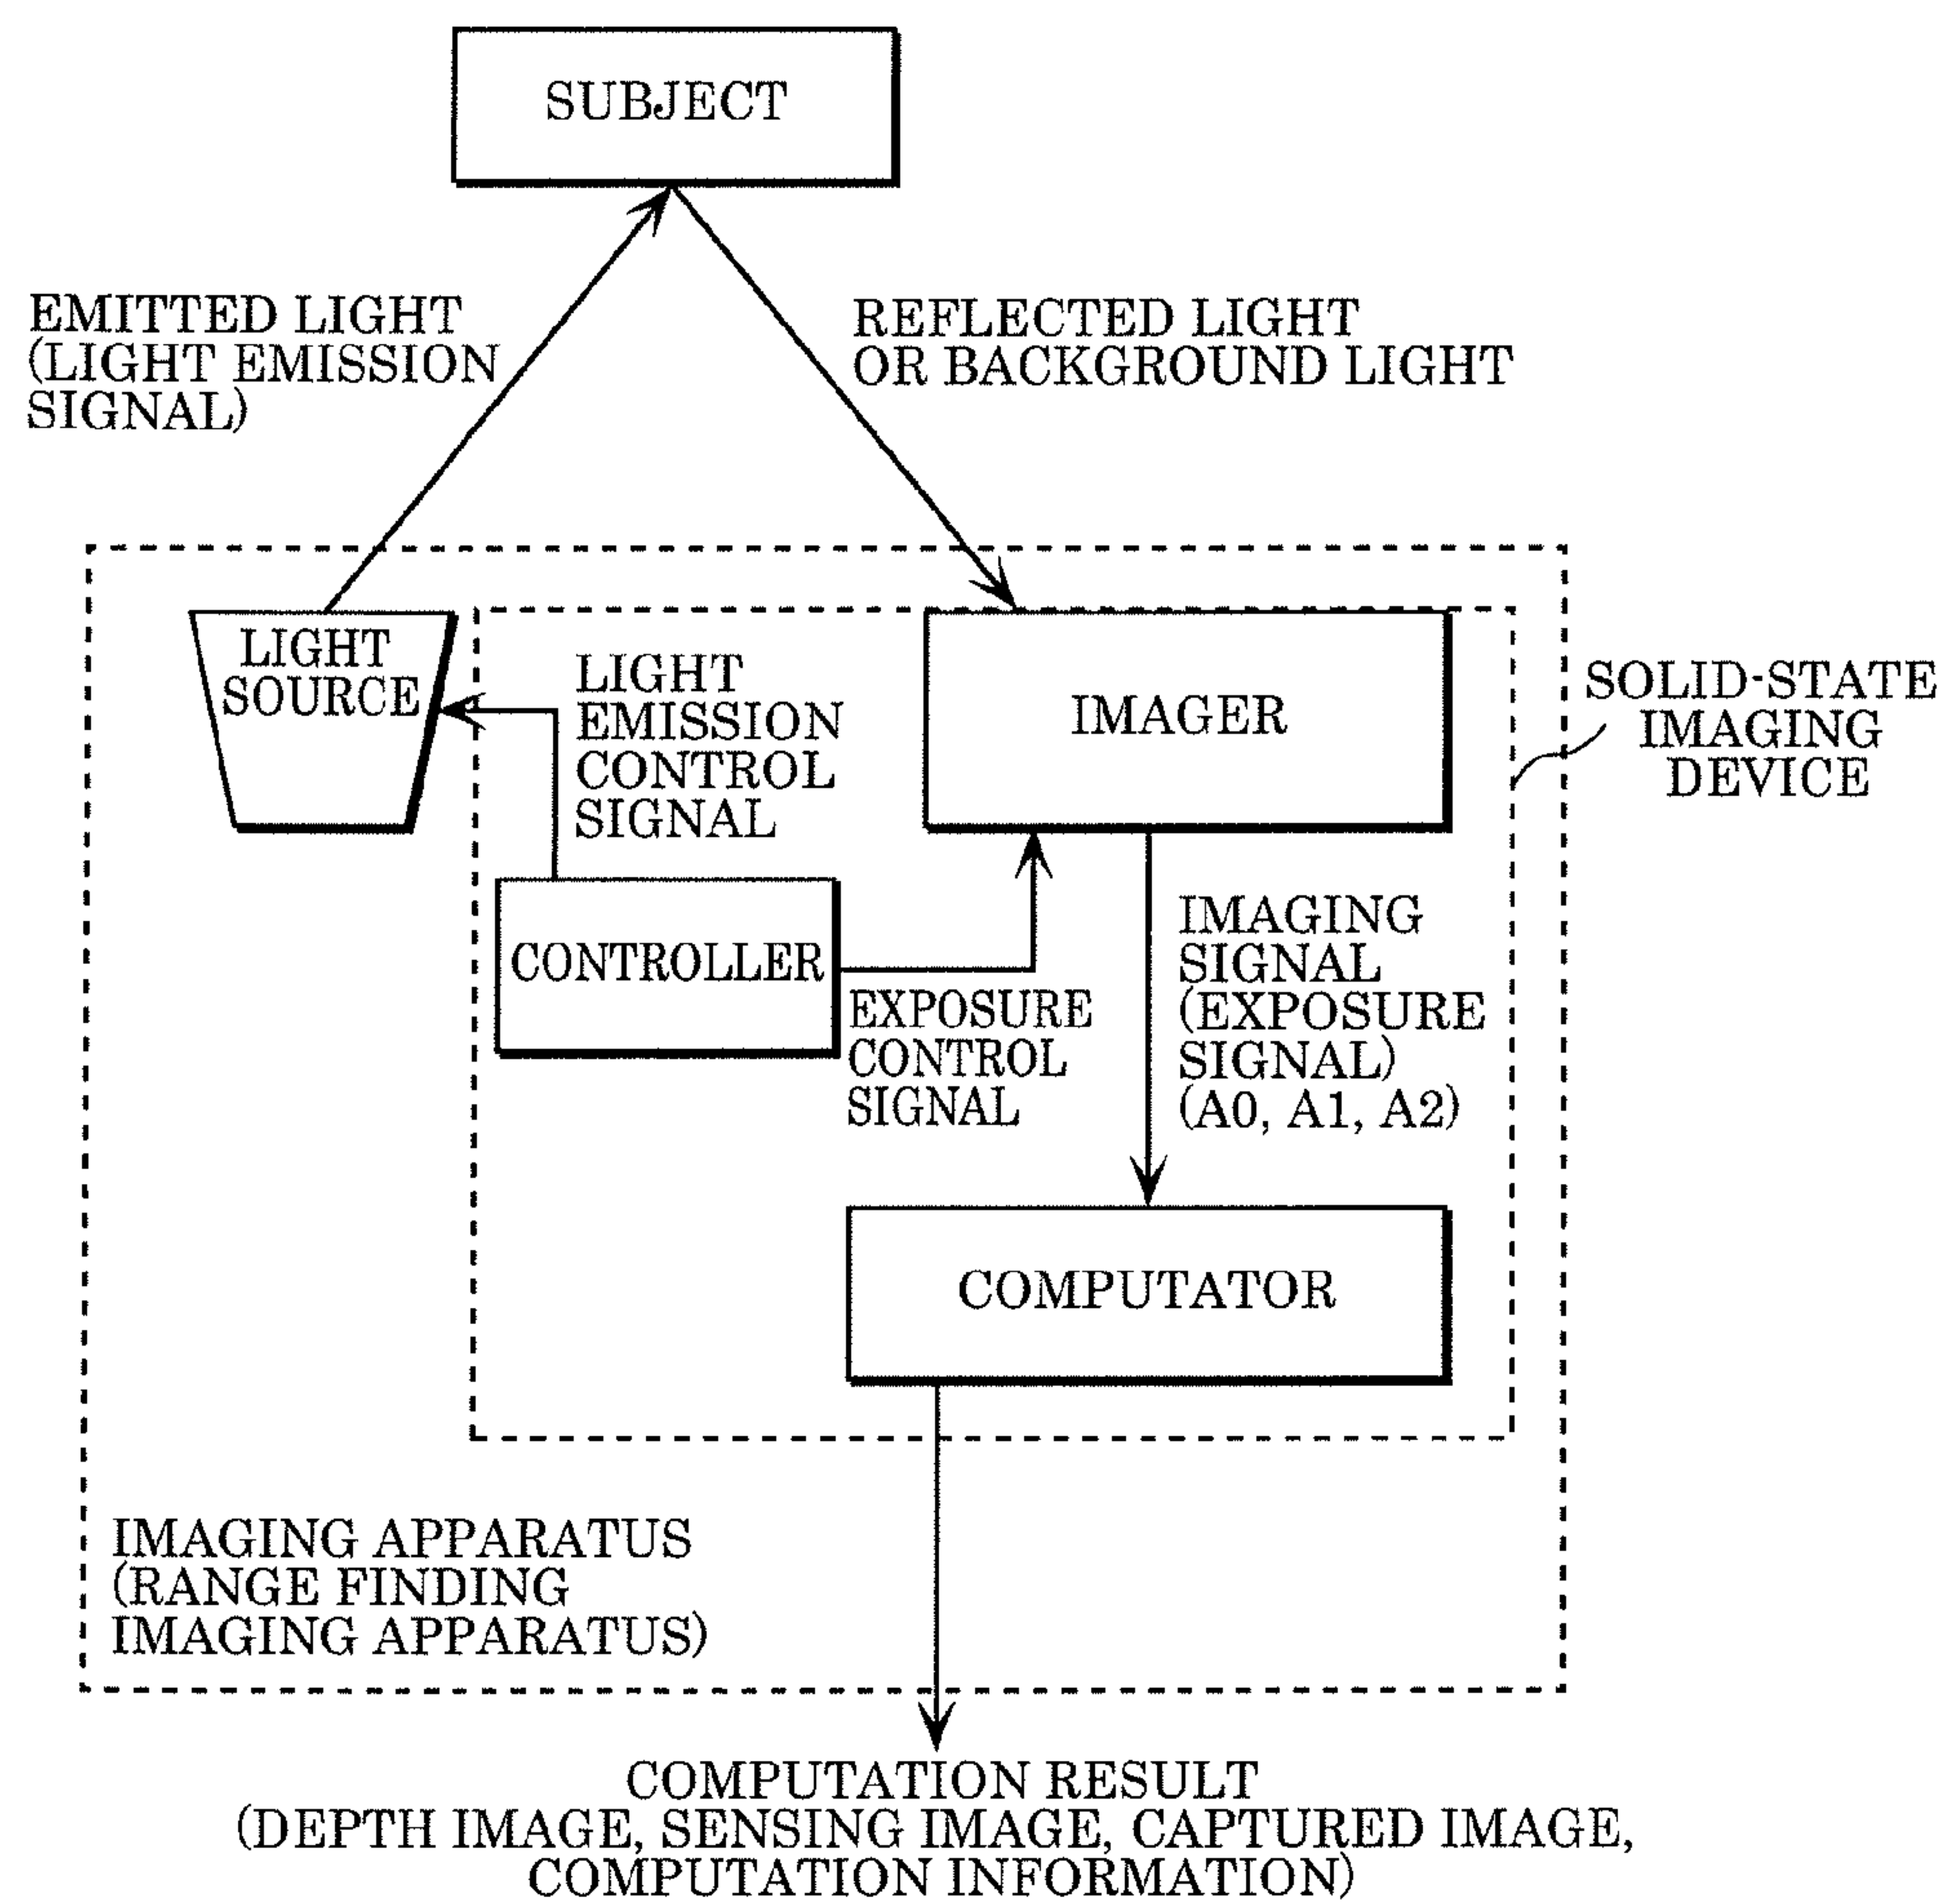 SUBJECT
EMITTED LIGHT
(LIGHT EMISSION
SIGNAL)
REFLECTED LIGHT
OR BACKGROUND LIGHT
LIGHT
SOURCE
LIGHT
EMISSION
CONTROL
SIGNAL
IMAGER
SOLID-STATE
IMAGING
DEVICE
CONTROLLER
EXPOSURE
CONTROL
SIGNAL
IMAGING
SIGNAL
(EXPOSURE
SIGNAL)
(A0, A1, A2)
COMPUTATOR
IMAGING APPARATUS
(RANGE FINDING
IMAGING APPARATUS)
COMPUTATION RESULT
(DEPTH IMAGE, SENSING IMAGE, CAPTURED IMAGE,
COMPUTATION INFORMATION)